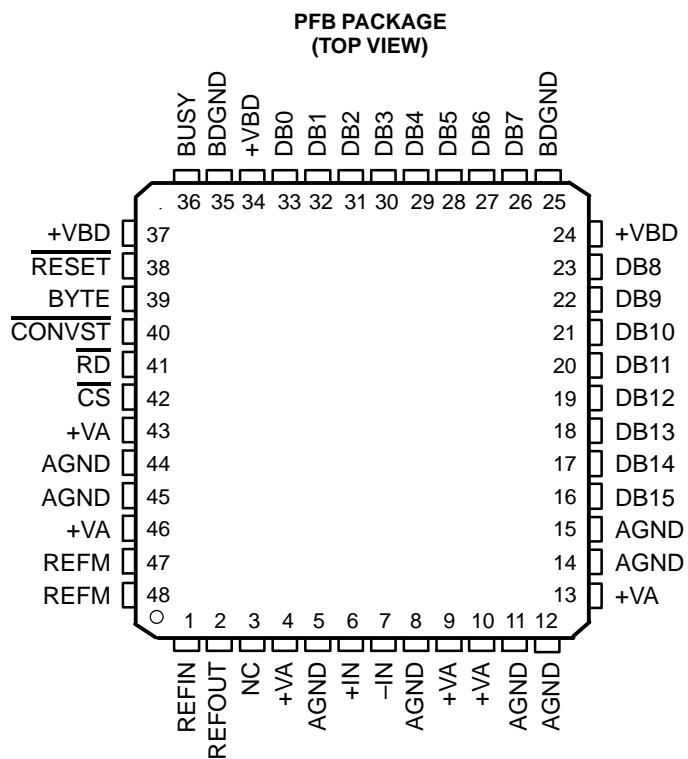 PFB PACKAGE
(TOP VIEW)
BUSY BDGND +VBD DB0 DB1 DB2 DB3 DB4 DB5 DB6 DB7 BDGND
36 35 34 33 32 31 30 29 28 27 26 25
+VBD 37 24 +VBD
RESET 38 23 DB8
BYTE 39 22 DB9
CONVST 40 21 DB10
RD 41 20 DB11
CS 42 19 DB12
+VA 43 18 DB13
AGND 44 17 DB14
AGND 45 16 DB15
+VA 46 15 AGND
REFM 47 14 AGND
REFM 48 13 +VA
1 2 3 4 5 6 7 8 9 10 11 12
REFIN REFOUT NC +VA AGND +IN –IN AGND +VA +VA AGND AGND